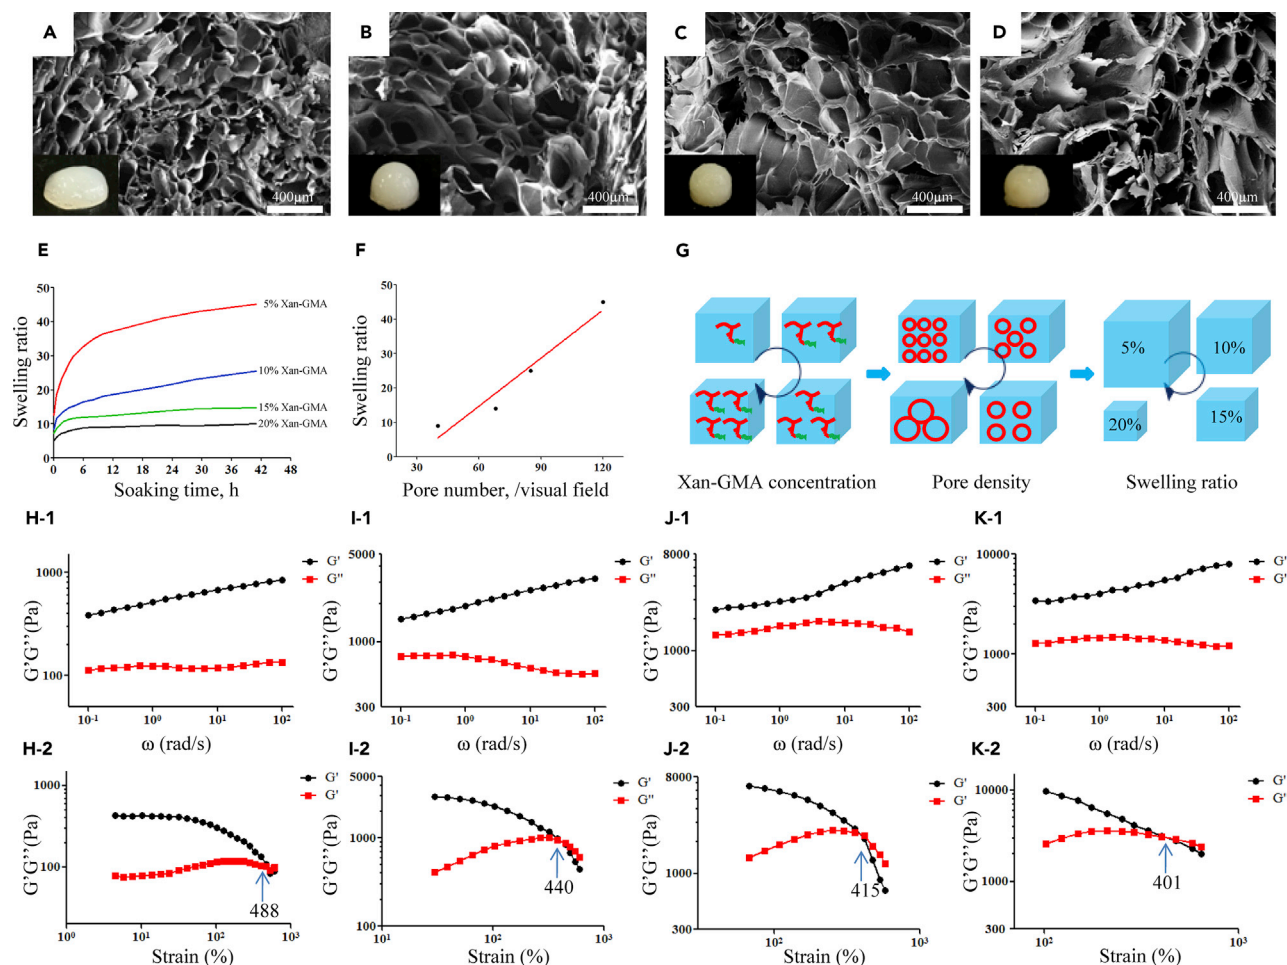 A
400µm
B
400µm
C
400µm
D
400µm
E
Swelling ratio
50
40
30
20
10
0
5% Xan-GMA
10% Xan-GMA
15% Xan-GMA
20% Xan-GMA
0 6 12 18 24 30 36 42 48
Soaking time, h
F
Swelling ratio
50
40
30
20
10
0
30 60 90 120
Pore number, /visual field
G
5%
10%
20%
15%
Xan-GMA concentration
Pore density
Swelling ratio
H-1
G'G''(Pa)
1000
100
G'
G''
10⁻¹ 10⁰ 10¹ 10²
ω (rad/s)
I-1
G'G''(Pa)
5000
1000
300
G'
G''
10⁻¹ 10⁰ 10¹ 10²
ω (rad/s)
J-1
G'G''(Pa)
8000
1000
300
G'
G''
10⁻¹ 10⁰ 10¹ 10²
ω (rad/s)
K-1
G'G''(Pa)
10000
1000
300
G'
G'
10⁻¹ 10⁰ 10¹ 10²
ω (rad/s)
H-2
G'G''(Pa)
1000
100
G'
G'
488
10⁰ 10¹ 10² 10³
Strain (%)
I-2
G'G''(Pa)
5000
1000
100
G'
G''
440
10¹ 10² 10³
Strain (%)
J-2
G'G''(Pa)
8000
1000
300
G'
G'
415
10² 10³
Strain (%)
K-2
G'G''(Pa)
10000
1000
300
G'
G'
401
10² 10³
Strain (%)